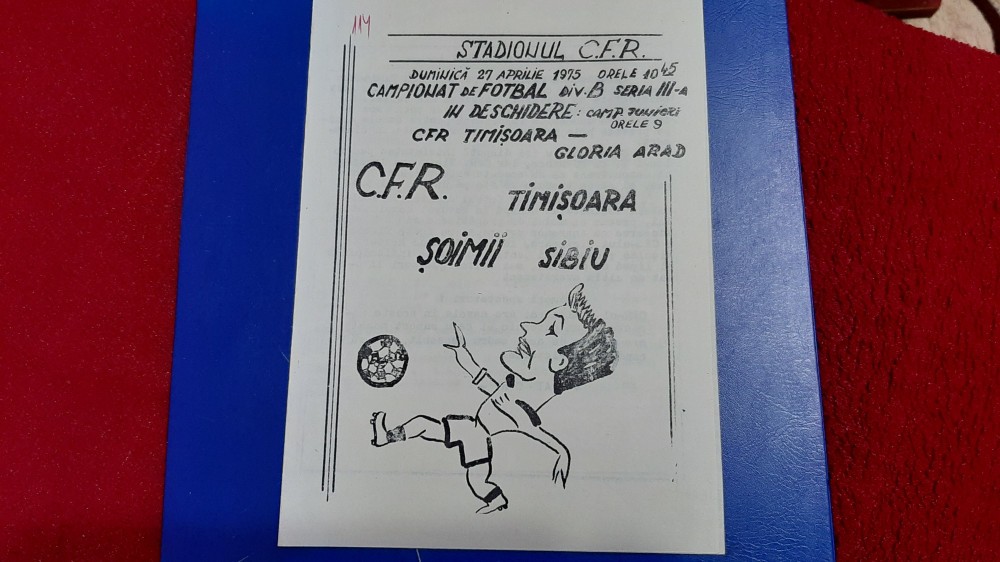 114
STADIONUL C.F.R.
DUMINICĂ 27 APRILIE 1975 ORELE 10 45
CAMPIONAT de FOTBAL DIV. B SERIA III-a
IN DESCHIDERE: CAMP. JUNIORI
ORELE 9
CFR TIMIȘOARA —
GLORIA ARAD
C.F.R. TIMIȘOARA
ȘOIMII SIBIU